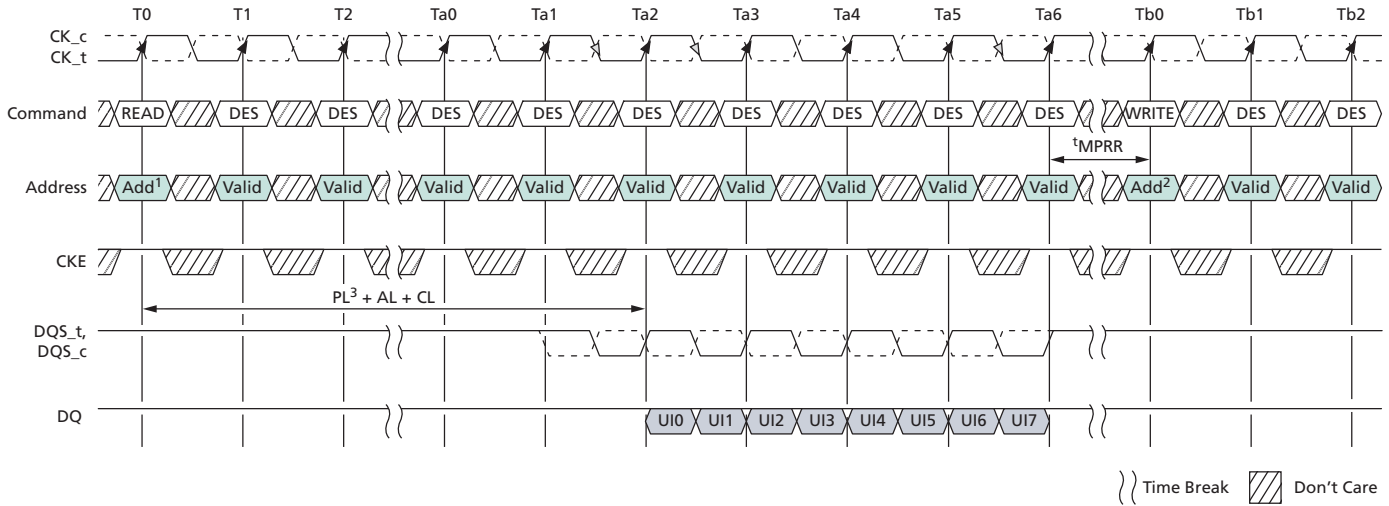 T0 T1 T2 Ta0 Ta1 Ta2 Ta3 Ta4 Ta5 Ta6 Tb0 Tb1 Tb2
CK_c
CK_t
Command READ DES DES DES DES DES DES DES DES DES WRITE DES DES
tMPRR
Address Add1 Valid Valid Valid Valid Valid Valid Valid Valid Valid Add2 Valid Valid
CKE
PL3 + AL + CL
DQS_t,
DQS_c
DQ UI0 UI1 UI2 UI3 UI4 UI5 UI6 UI7
Time Break Don't Care